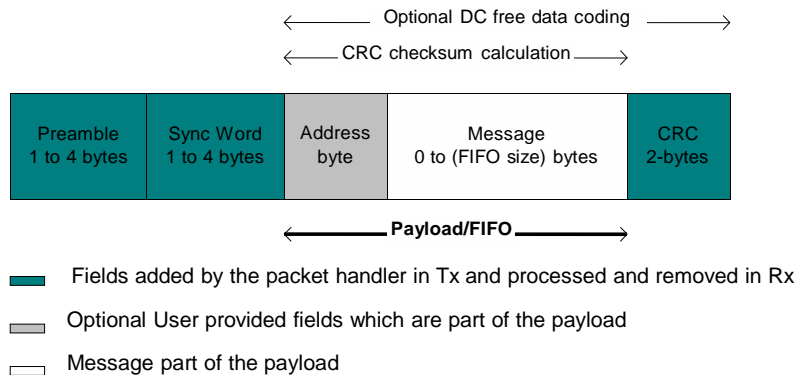 Optional DC free data coding
CRC checksum calculation
Preamble
1 to 4 bytes
Sync Word
1 to 4 bytes
Address
byte
Message
0 to (FIFO size) bytes
CRC
2-bytes
Payload/FIFO
Fields added by the packet handler in Tx and processed and removed in Rx
Optional User provided fields which are part of the payload
Message part of the payload